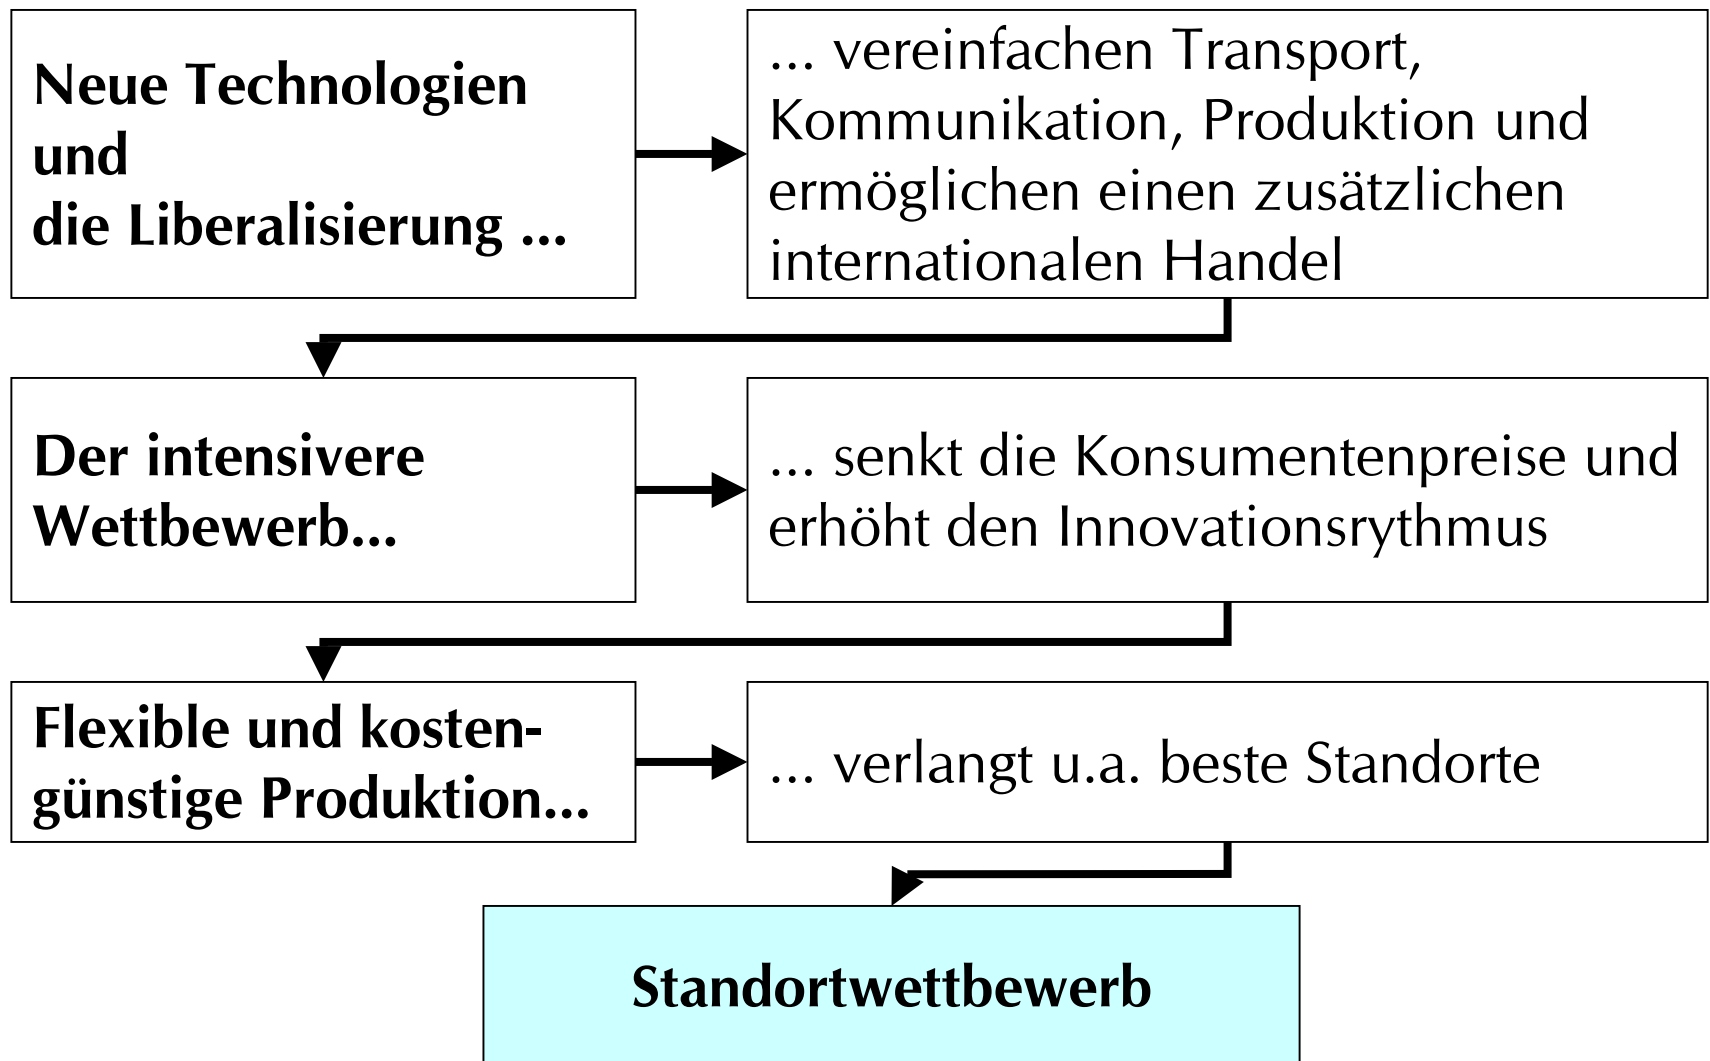 Neue Technologien
und
die Liberalisierung ...
... vereinfachen Transport,
Kommunikation, Produktion und
ermöglichen einen zusätzlichen
internationalen Handel
Der intensivere
Wettbewerb...
... senkt die Konsumentenpreise und
erhöht den Innovationsrythmus
Flexible und kosten-
günstige Produktion...
... verlangt u.a. beste Standorte
Standortwettbewerb